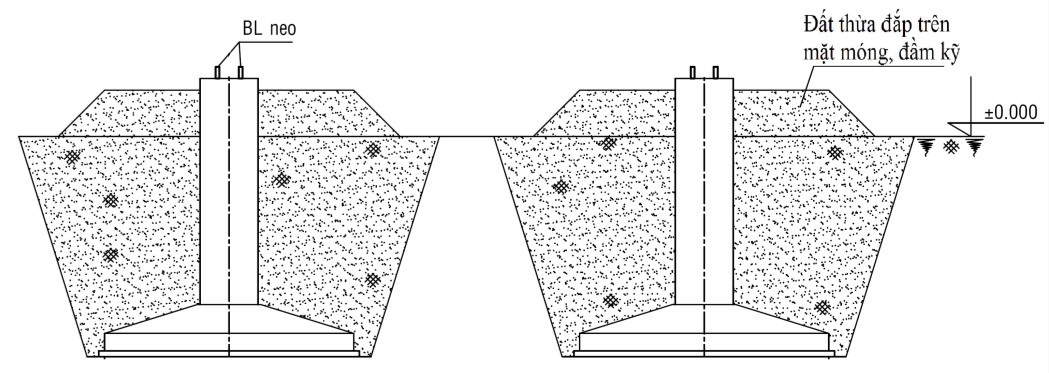 BL neo
Đất thừa đắp trên
mặt móng, đầm kỹ
±0.000